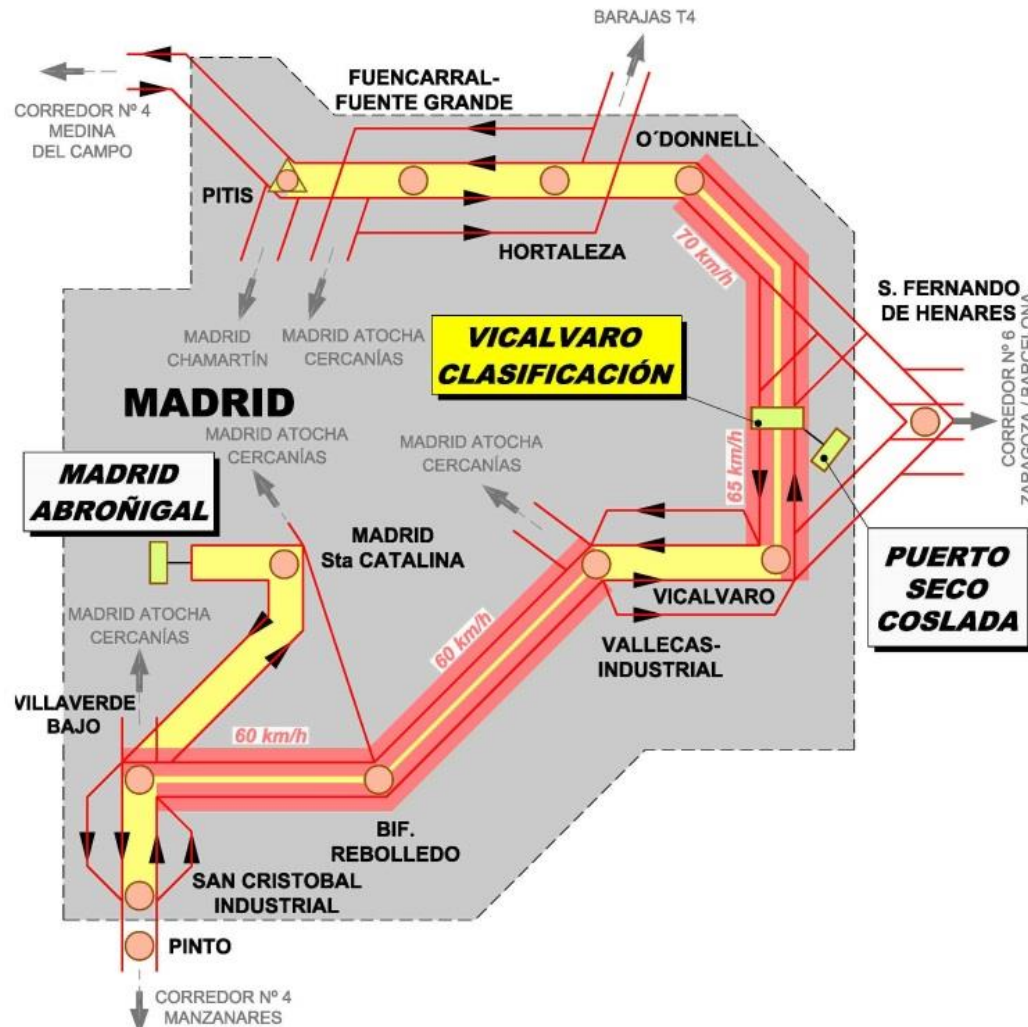 BARAJAS T4
FUENCARRAL-
FUENTE GRANDE
CORREDOR Nº 4
MEDINA
DEL CAMPO
O´DONNELL
PITIS
HORTALEZA
70 km/h
S. FERNANDO
DE HENARES
MADRID
CHAMARTÍN
MADRID ATOCHA
CERCANÍAS
VICALVARO
CLASIFICACIÓN
CORREDOR Nº 6
ZARAGOZA / BARCELONA
MADRID
MADRID ATOCHA
CERCANÍAS
MADRID ATOCHA
CERCANÍAS
MADRID
ABROÑIGAL
65 km/h
MADRID
Sta CATALINA
PUERTO
SECO
COSLADA
VICALVARO
MADRID ATOCHA
CERCANÍAS
60 km/h
VALLECAS-
INDUSTRIAL
VILLAVERDE
BAJO
60 km/h
BIF.
REBOLLEDO
SAN CRISTOBAL
INDUSTRIAL
PINTO
CORREDOR Nº 4
MANZANARES